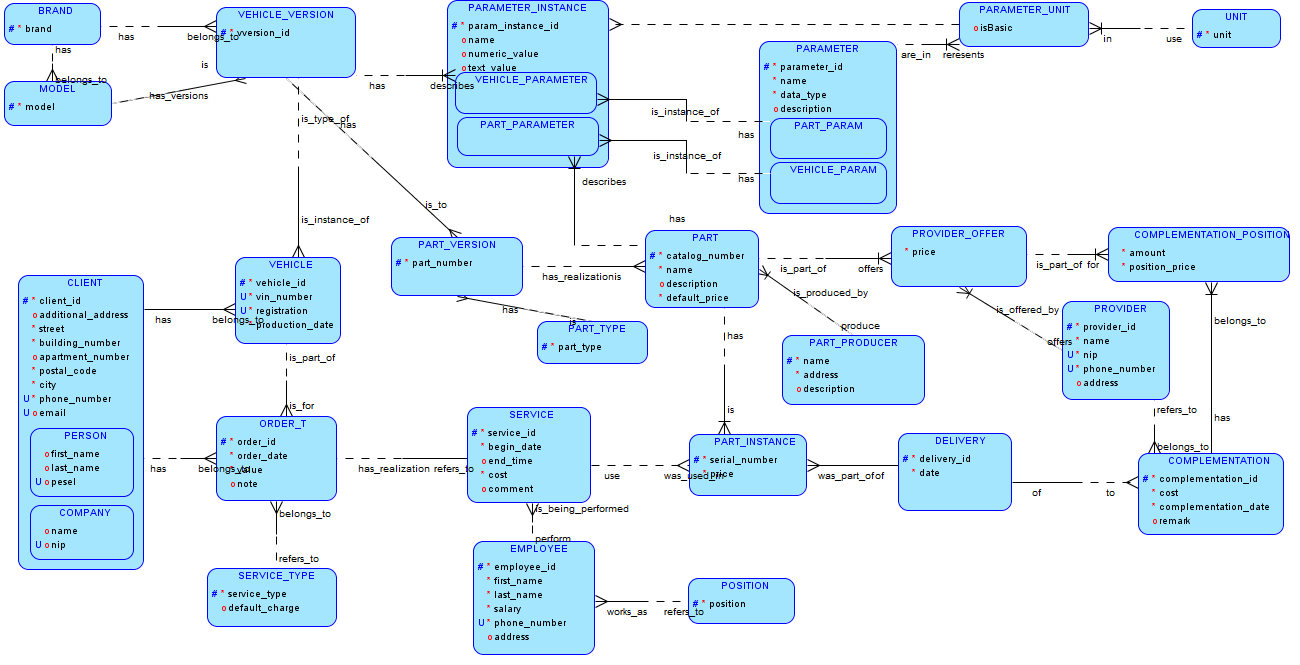 BRAND
# * brand
has
belongs_to
has
belongs_to
MODEL
# * model
has_versions
VEHICLE_VERSION
# * vversion_id
is
has
describes
is_type_of
has
is_to
is_instance_of
PARAMETER_INSTANCE
# * param_instance_id
o name
o numeric_value
o text_value
VEHICLE_PARAMETER
PART_PARAMETER
is_instance_of
has
is_instance_of
has
describes
has
PARAMETER
# * parameter_id
* name
* data_type
o description
PART_PARAM
VEHICLE_PARAM
are_in
reresents
PARAMETER_UNIT
o isBasic
in
use
UNIT
# * unit
PART_VERSION
# * part_number
has_realization
is
has
is
PART_TYPE
# * part_type
PART
# * catalog_number
* name
o description
* default_price
is_part_of
offers
is_produced_by
produce
PART_PRODUCER
# * name
* address
o description
has
is
PROVIDER_OFFER
* price
is_part_of
for
is_offered_by
offers
COMPLEMENTATION_POSITION
* amount
* position_price
belongs_to
has
PROVIDER
# * provider_id
* name
U * nip
U * phone_number
o address
refers_to
belongs_to
COMPLEMENTATION
# * complementation_id
* cost
* complementation_date
o remark
CLIENT
# * client_id
o additional_address
* street
* building_number
o apartment_number
* postal_code
* city
U * phone_number
U o email
PERSON
o first_name
o last_name
U o pesel
COMPANY
o name
U o nip
has
belongs_to
VEHICLE
# * vehicle_id
U * vin_number
U * registration
* production_date
is_part_of
is_for
has
belongs_to
ORDER_T
# * order_id
* order_date
* value
o note
belongs_to
refers_to
SERVICE_TYPE
# * service_type
o default_charge
has_realization
refers_to
SERVICE
# * service_id
* begin_date
o end_time
* cost
o comment
is_being_performed
perform
use
was_used_in
PART_INSTANCE
# * serial_number
* price
was_part_of
of
DELIVERY
# * delivery_id
* date
of
to
EMPLOYEE
# * employee_id
* first_name
* last_name
* salary
U * phone_number
o address
works_as
refers_to
POSITION
# * position